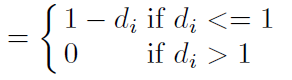 = { 1 − d_i if d_i <= 1
0 if d_i > 1